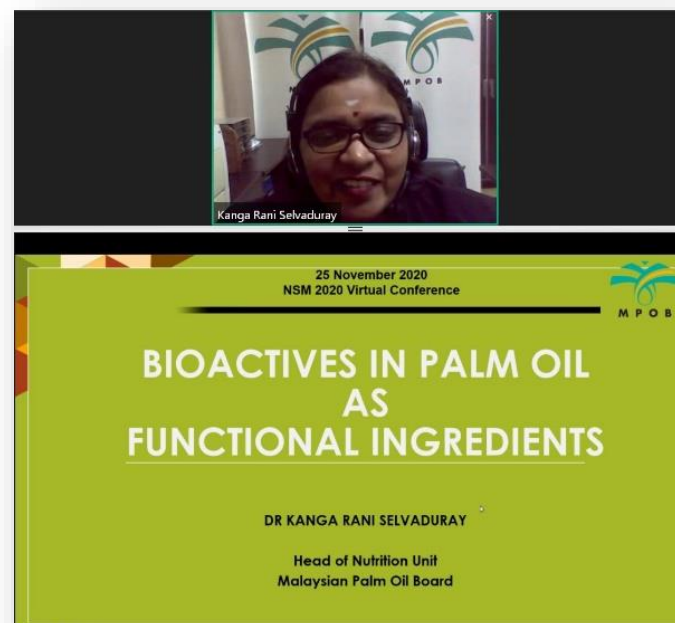 MPOB
Kanga Rani Selvaduray
25 November 2020
NSM 2020 Virtual Conference
MPOB
BIOACTIVES IN PALM OIL
AS
FUNCTIONAL INGREDIENTS
DR KANGA RANI SELVADURAY
Head of Nutrition Unit
Malaysian Palm Oil Board